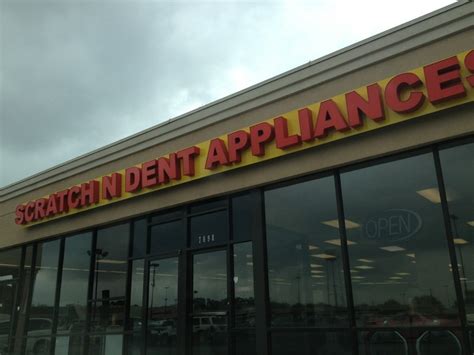 SCRATCH N DENT APPLIANCES
OPEN